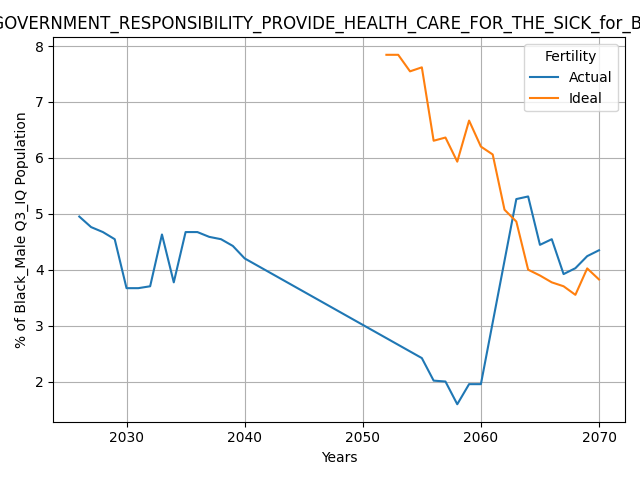 GOVERNMENT_RESPONSIBILITY_PROVIDE_HEALTH_CARE_FOR_THE_SICK_for_B
8
7
6
5
4
3
2
% of Black_Male Q3_IQ Population
Fertility
Actual
Ideal
2030 2040 2050 2060 2070
Years